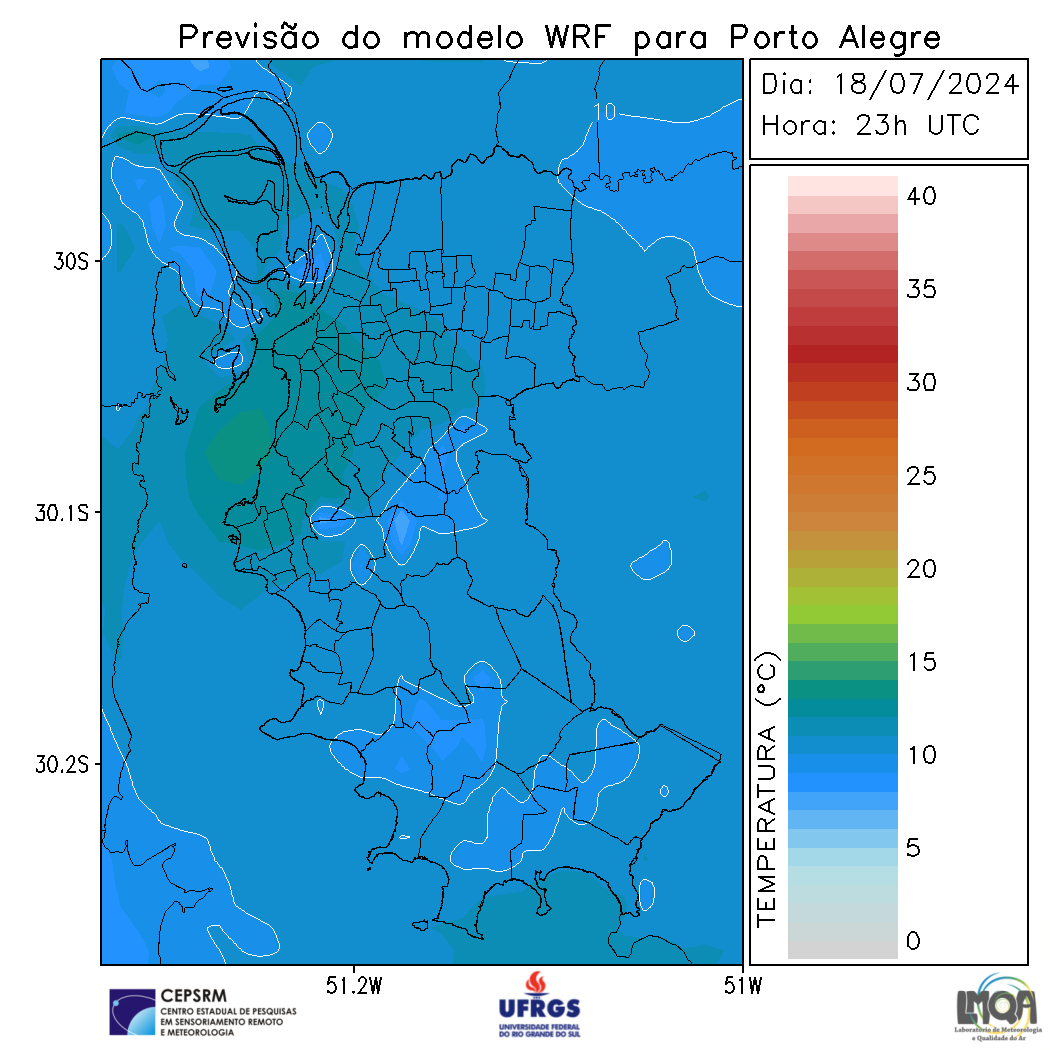 Previsão do modelo WRF para Porto Alegre
Dia: 18/07/2024
Hora: 23h UTC
10
30S
30.1S
30.2S
51.2W
51W
TEMPERATURA (°C)
40
35
30
25
20
15
10
5
0
CEPSRM
CENTRO ESTADUAL DE PESQUISAS
EM SENSORIAMENTO REMOTO
E METEOROLOGIA
UFRGS
UNIVERSIDADE FEDERAL
DO RIO GRANDE DO SUL
LMQA
Laboratório de Meteorologia
e Qualidade do Ar